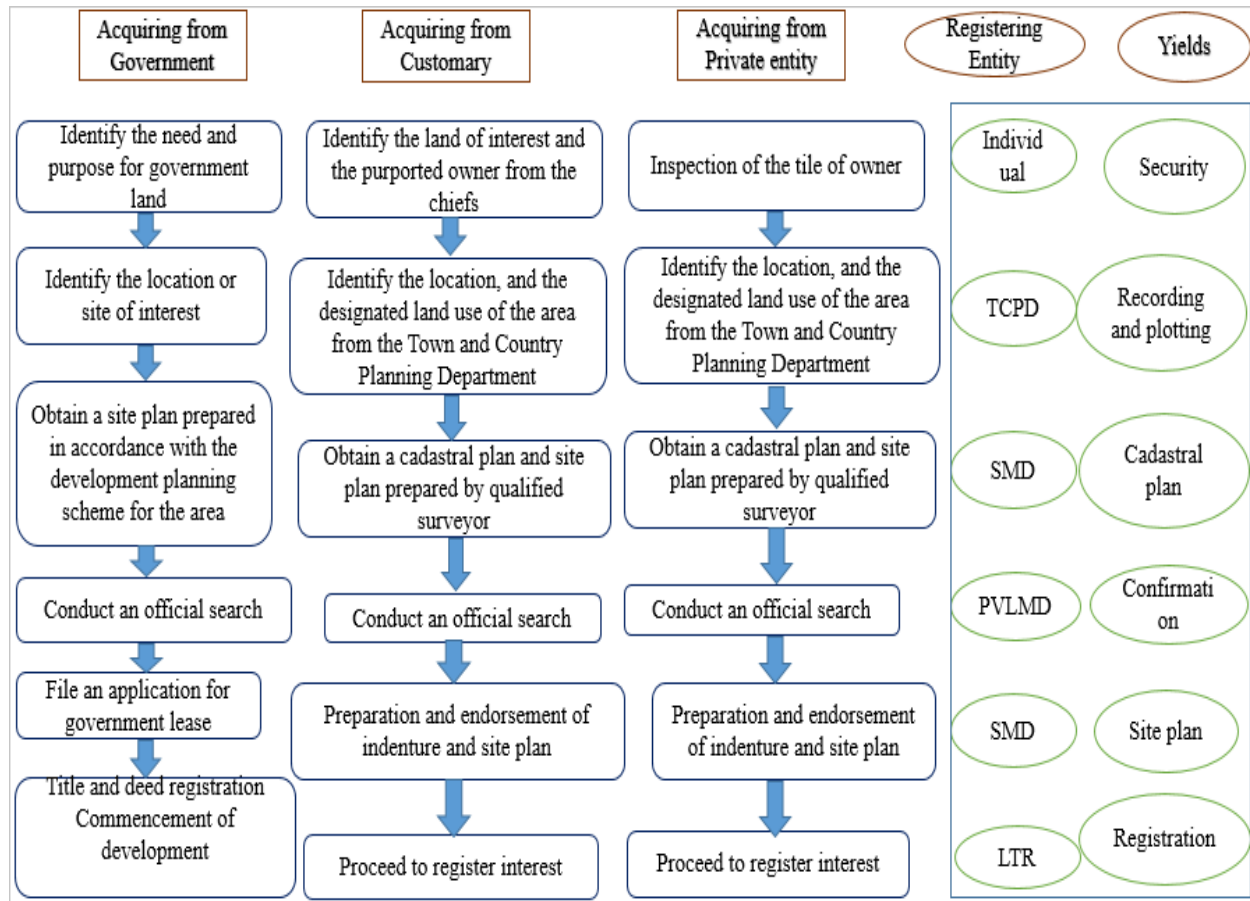 Acquiring from
Government
Acquiring from
Customary
Acquiring from
Private entity
Registering
Entity
Yields
Identify the need and
purpose for government
land
Identify the location or
site of interest
Obtain a site plan prepared
in accordance with the
development planning
scheme for the area
Conduct an official search
File an application for
government lease
Title and deed registration
Commencement of
development
Identify the land of interest and
the purported owner from the
chiefs
Identify the location, and the
designated land use of the area
from the Town and Country
Planning Department
Obtain a cadastral plan and site
plan prepared by qualified
surveyor
Conduct an official search
Preparation and endorsement of
indenture and site plan
Proceed to register interest
Inspection of the tile of owner
Identify the location, and the
designated land use of the area
from the Town and Country
Planning Department
Obtain a cadastral plan and site
plan prepared by qualified
surveyor
Conduct an official search
Preparation and endorsement
of indenture and site plan
Proceed to register interest
Individ
ual
TCPD
SMD
PVLMD
SMD
LTR
Security
Recording
and plotting
Cadastral
plan
Confirmati
on
Site plan
Registration